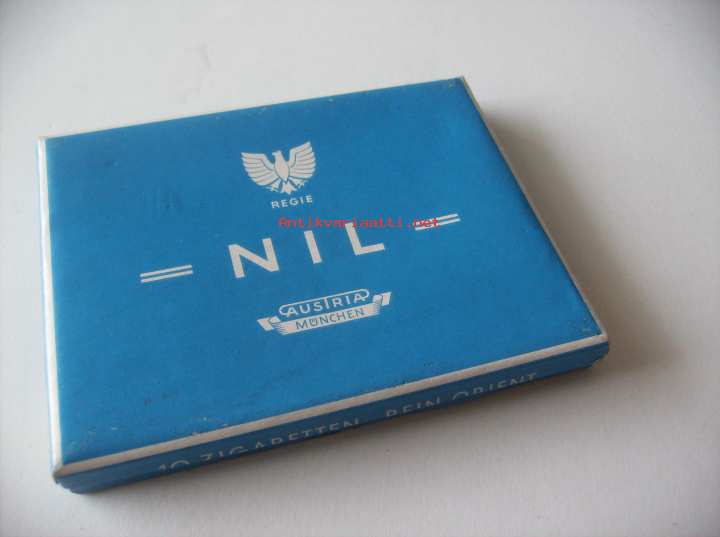 REGIE
Antikvariaatti.net
= NIL =
AUSTRIA
MÜNCHEN
10 ZIGARETTEN REIN ORIENT